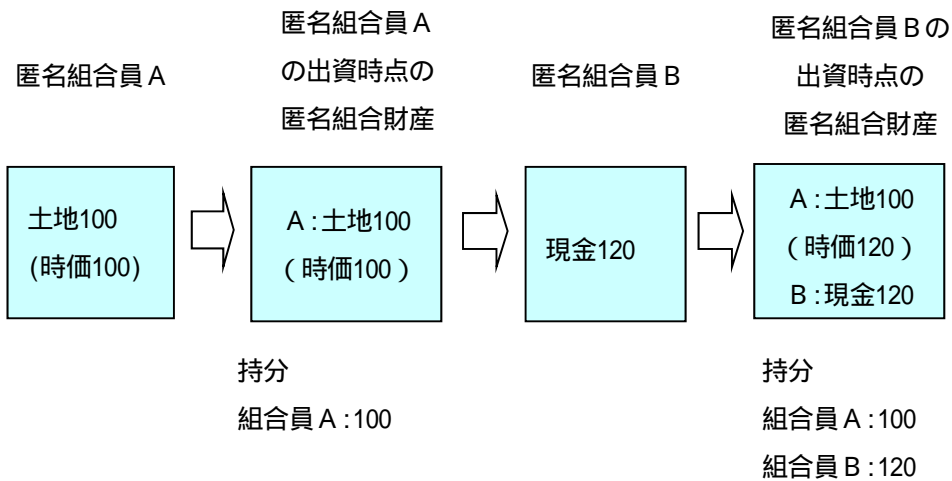 匿名組合員A
匿名組合員A
の出資時点の
匿名組合財産
匿名組合員B
匿名組合員Bの
出資時点の
匿名組合財産
土地100
(時価100)
A:土地100
(時価100)
現金120
A:土地100
(時価120)
B:現金120
持分
組合員A:100
持分
組合員A:100
組合員B:120